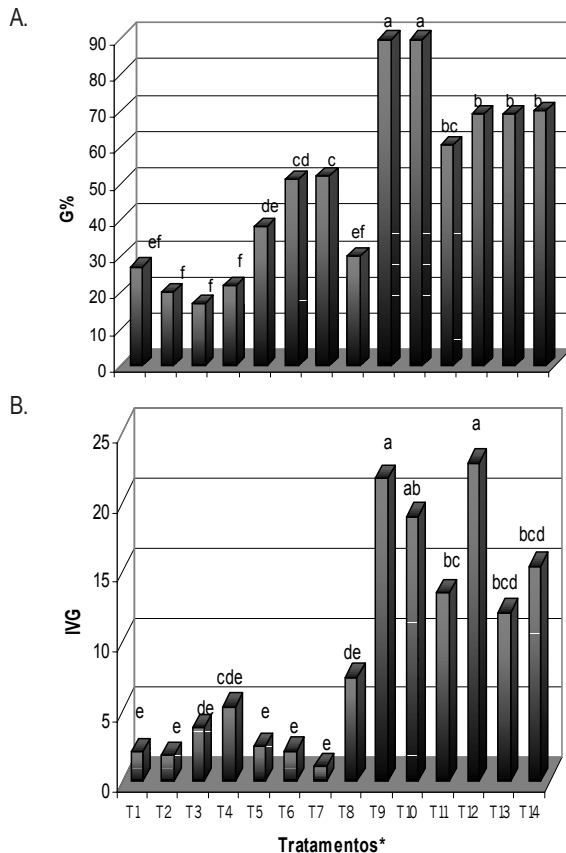 A.
90
80
70
60
50
40
30
20
10
0
G%
ef
f
f
f
de
cd
c
ef
a
a
bc
b
b
b
B.
25
20
15
10
5
0
IVG
e
e
de
cde
e
e
e
de
a
ab
bc
a
bcd
bcd
T1 T2 T3 T4 T5 T6 T7 T8 T9 T10 T11 T12 T13 T14
Tratamentos*